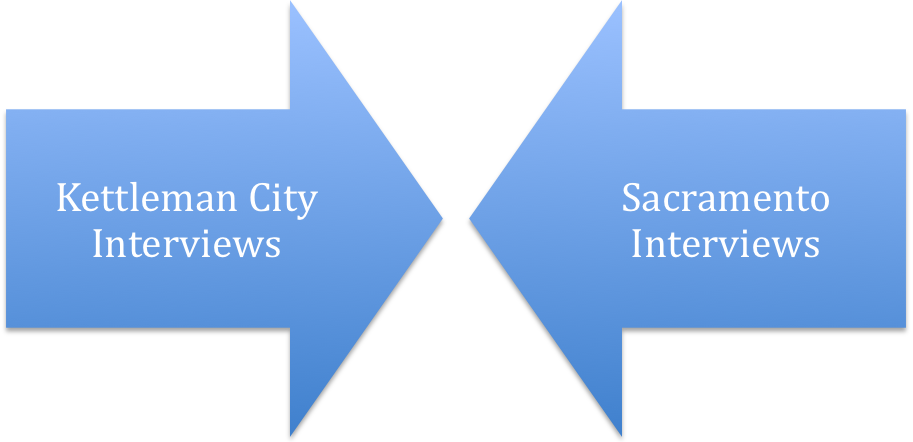 Kettleman City
Interviews
Sacramento
Interviews